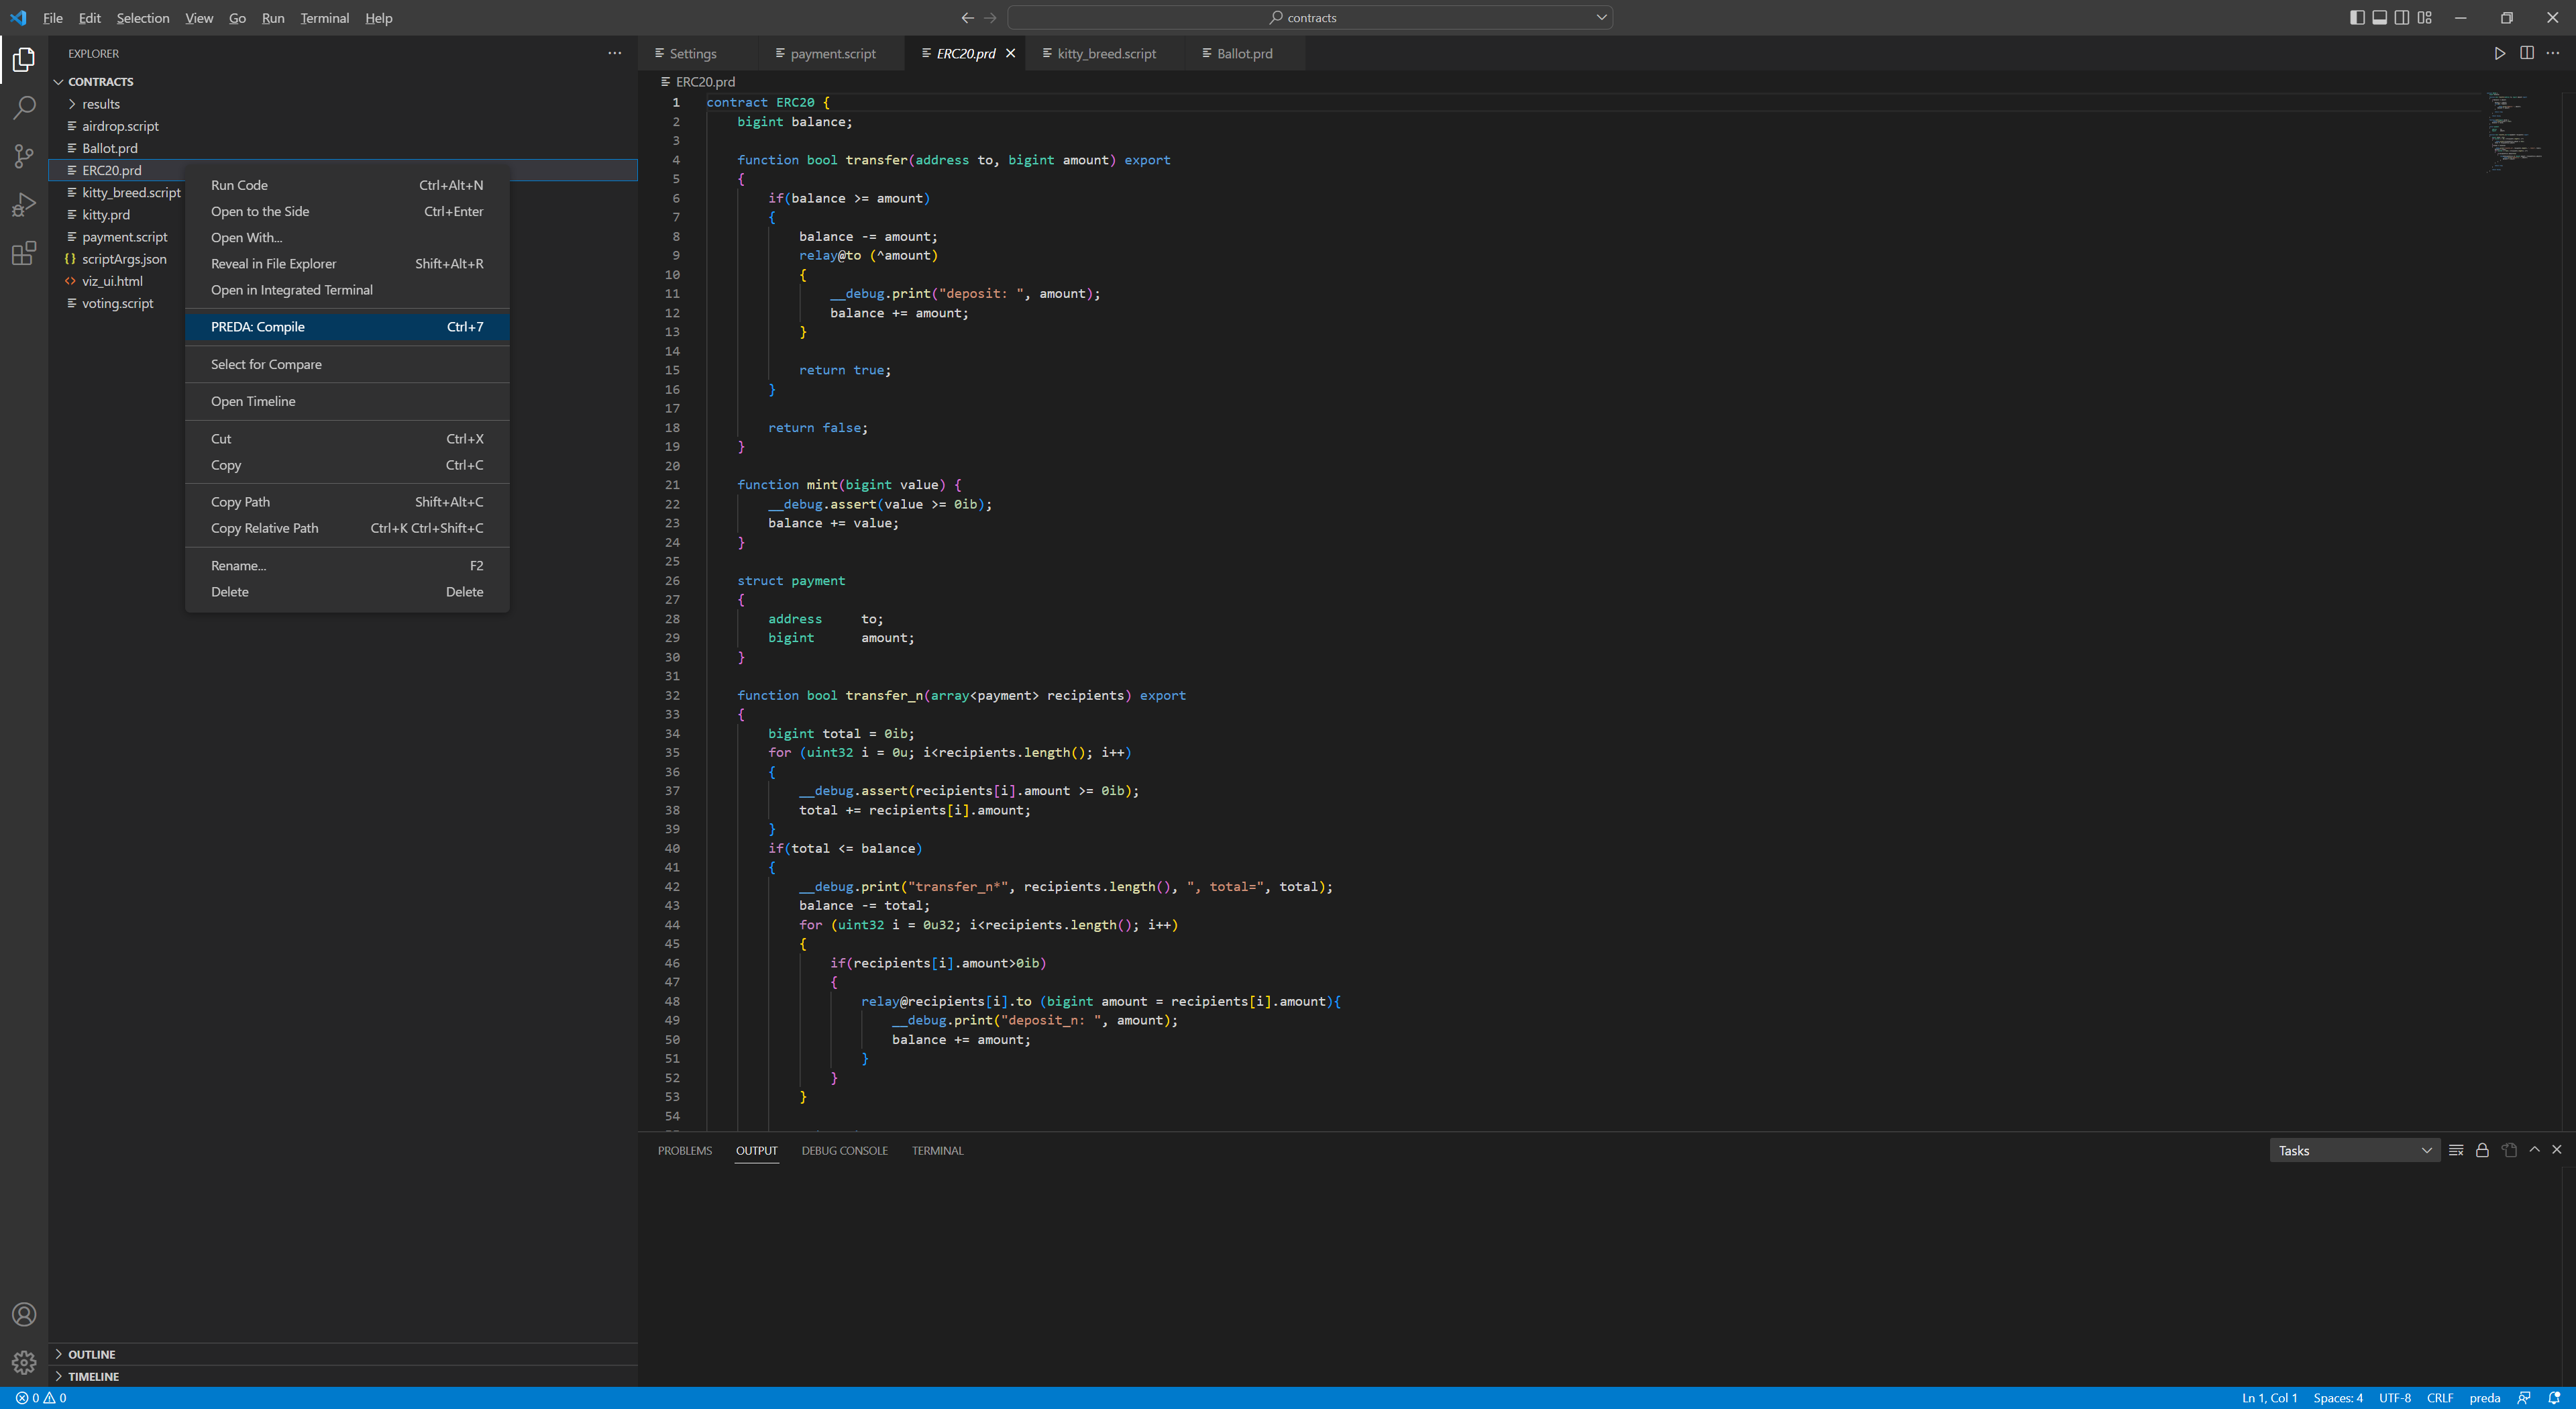 File Edit Selection View Go Run Terminal Help
contracts
EXPLORER
CONTRACTS
results
airdrop.script
Ballot.prd
ERC20.prd
kitty_breed.script
kitty.prd
payment.script
scriptArgs.json
viz_ui.html
voting.script
Run Code Ctrl+Alt+N
Open to the Side Ctrl+Enter
Open With...
Reveal in File Explorer Shift+Alt+R
Open in Integrated Terminal
PREDA: Compile Ctrl+7
Select for Compare
Open Timeline
Cut Ctrl+X
Copy Ctrl+C
Copy Path Shift+Alt+C
Copy Relative Path Ctrl+K Ctrl+Shift+C
Rename... F2
Delete Delete
OUTLINE
TIMELINE
Settings payment.script ERC20.prd kitty_breed.script Ballot.prd
ERC20.prd
1 contract ERC20 {
2 bigint balance;
3
4 function bool transfer(address to, bigint amount) export
5 {
6 if(balance >= amount)
7 {
8 balance -= amount;
9 relay@to (^amount)
10 {
11 __debug.print("deposit: ", amount);
12 balance += amount;
13 }
14
15 return true;
16 }
17
18 return false;
19 }
20
21 function mint(bigint value) {
22 __debug.assert(value >= 0ib);
23 balance += value;
24 }
25
26 struct payment
27 {
28 address to;
29 bigint amount;
30 }
31
32 function bool transfer_n(array<payment> recipients) export
33 {
34 bigint total = 0ib;
35 for (uint32 i = 0u; i<recipients.length(); i++)
36 {
37 __debug.assert(recipients[i].amount >= 0ib);
38 total += recipients[i].amount;
39 }
40 if(total <= balance)
41 {
42 __debug.print("transfer_n*", recipients.length(), ", total=", total);
43 balance -= total;
44 for (uint32 i = 0u32; i<recipients.length(); i++)
45 {
46 if(recipients[i].amount>0ib)
47 {
48 relay@recipients[i].to (bigint amount = recipients[i].amount){
49 __debug.print("deposit_n: ", amount);
50 balance += amount;
51 }
52 }
53 }
54
PROBLEMS OUTPUT DEBUG CONSOLE TERMINAL
Tasks
0 0
Ln 1, Col 1 Spaces: 4 UTF-8 CRLF preda